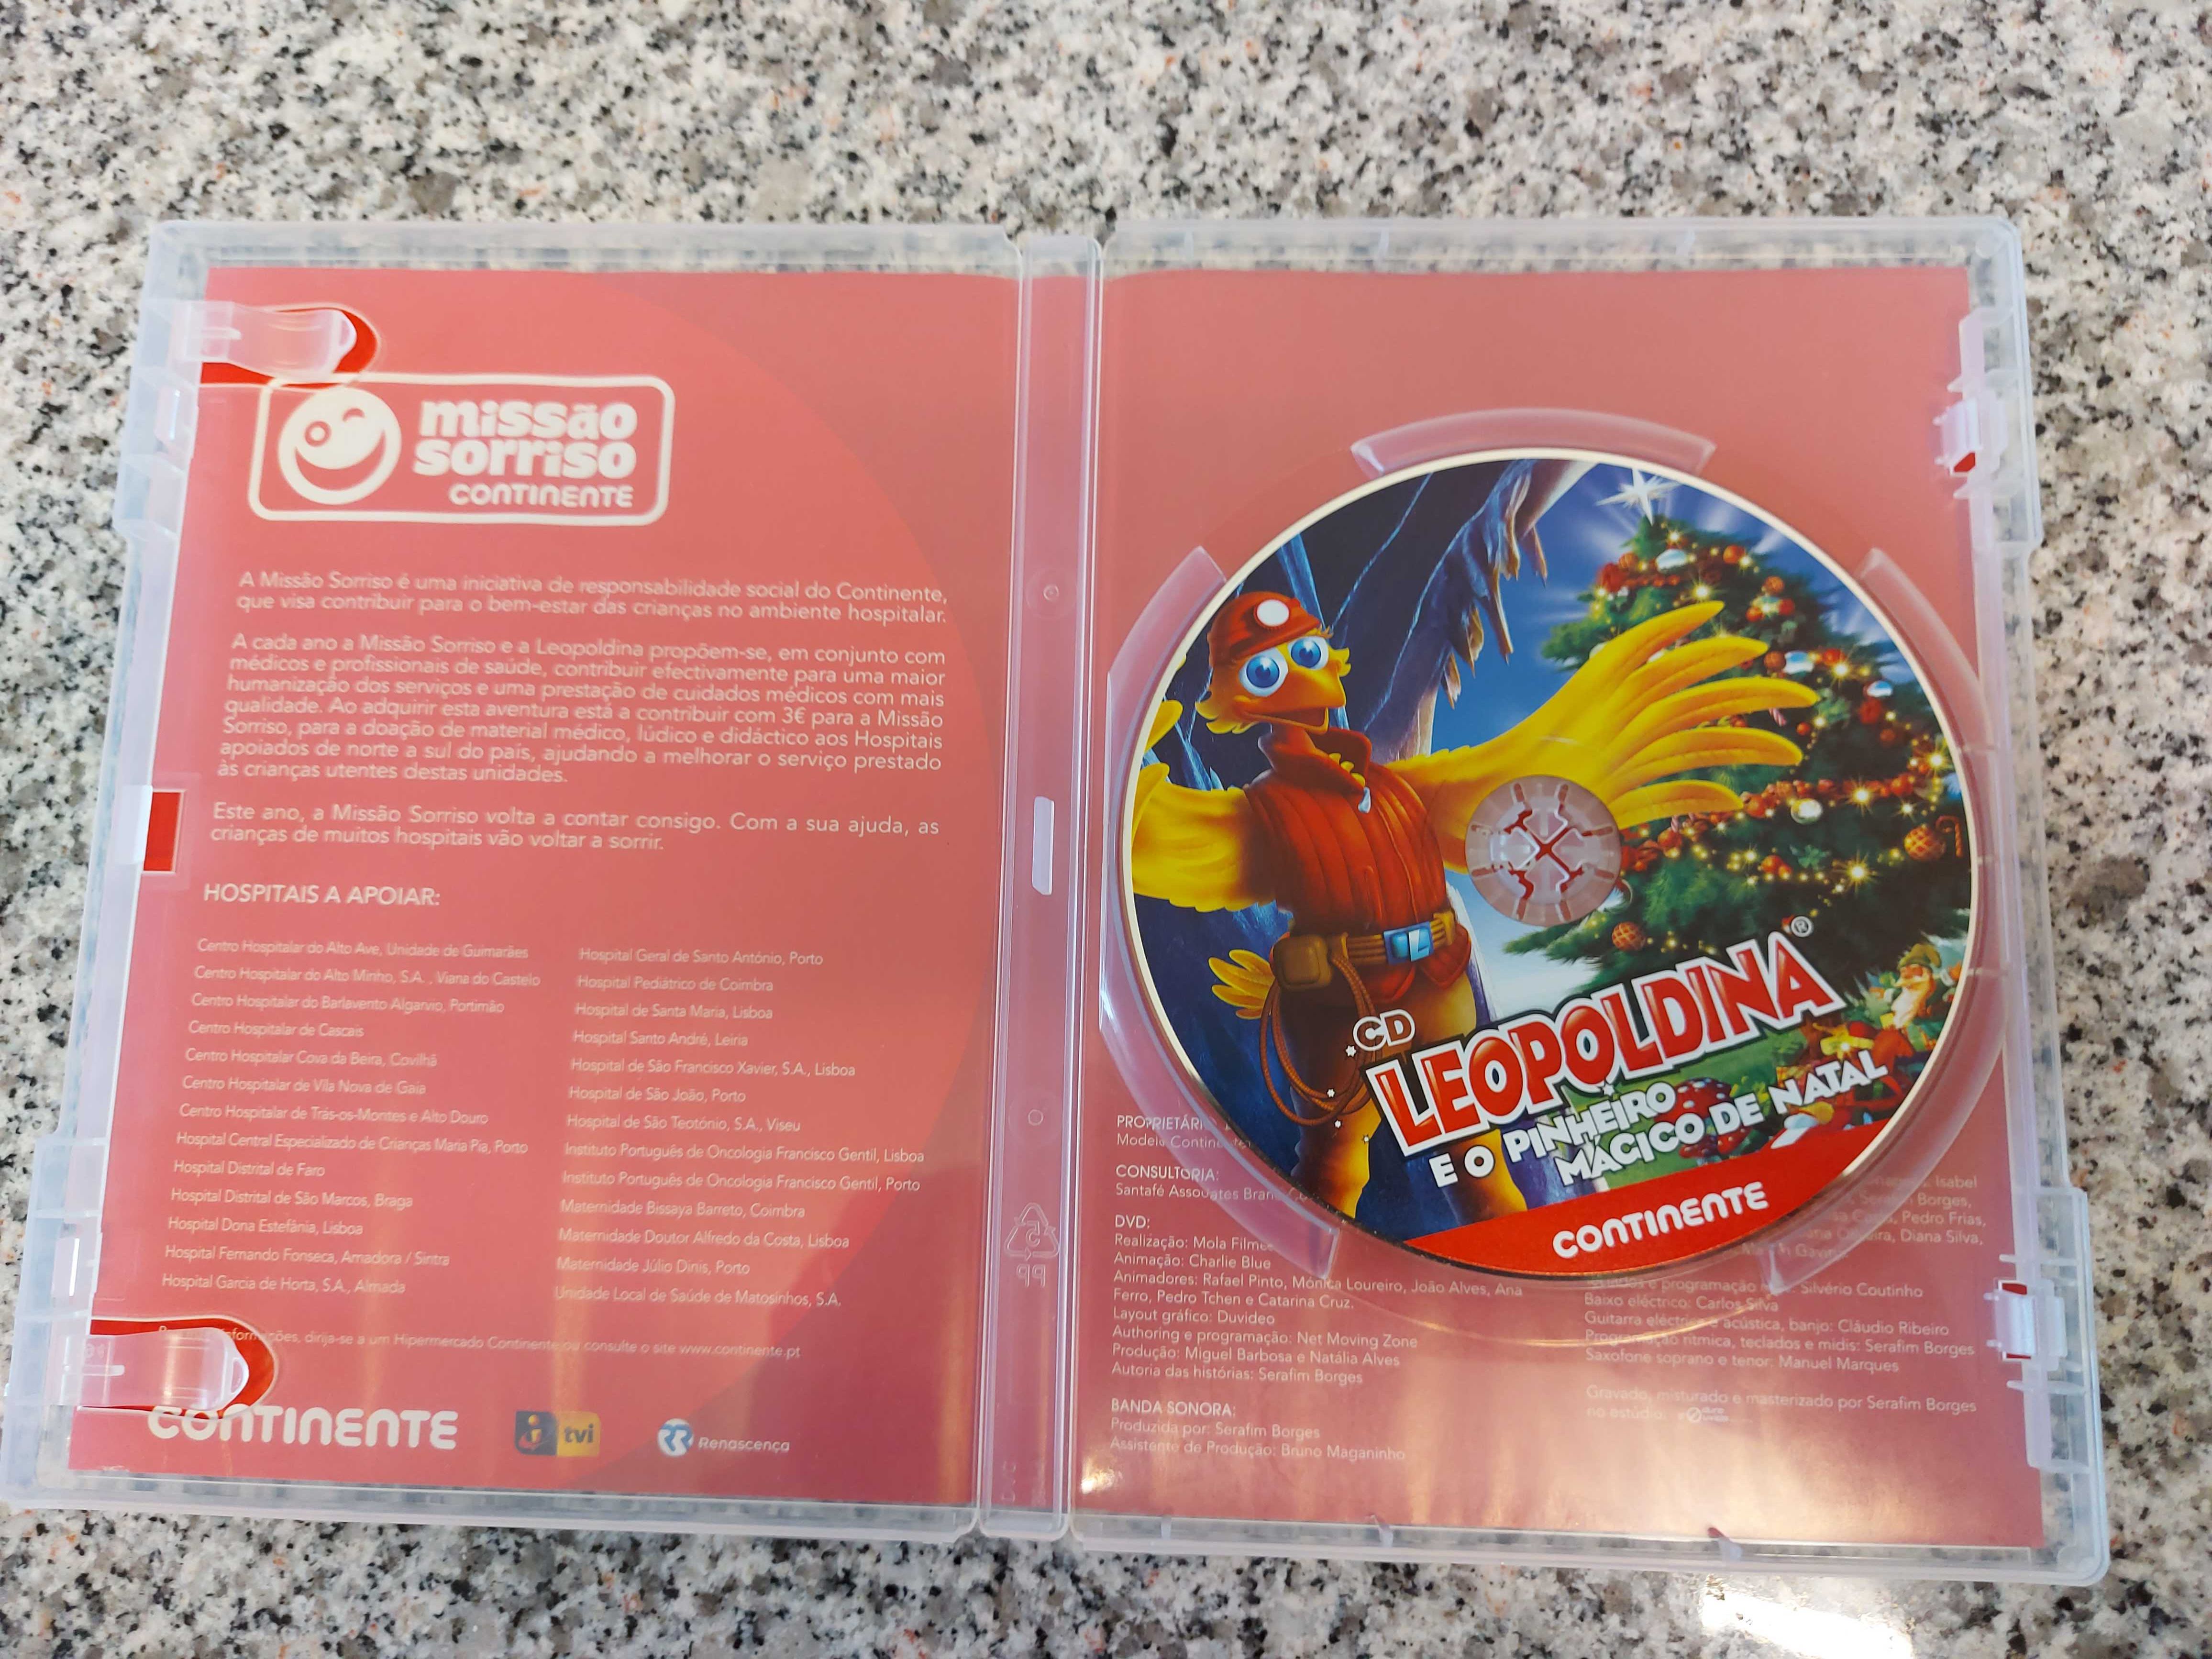 missão
sorriso
CONTINENTE
A Missão Sorriso é uma iniciativa de responsabilidade social do Continente,
que visa contribuir para o bem-estar das crianças no ambiente hospitalar.
A cada ano a Missão Sorriso e a Leopoldina propõem-se, em conjunto com
médicos e profissionais de saúde, contribuir efectivamente para uma maior
humanização dos serviços e uma prestação de cuidados médicos com mais
qualidade. Ao adquirir esta aventura está a contribuir com 3€ para a Missão
Sorriso, para a doação de material médico, lúdico e didáctico aos Hospitais
apoiados de norte a sul do país, ajudando a melhorar o serviço prestado
às crianças utentes destas unidades.
Este ano, a Missão Sorriso volta a contar consigo. Com a sua ajuda, as
crianças de muitos hospitais vão voltar a sorrir.
HOSPITAIS A APOIAR:
Centro Hospitalar do Alto Ave, Unidade de Guimarães
Centro Hospitalar do Alto Minho, S.A. , Viana do Castelo
Centro Hospitalar do Barlavento Algarvio, Portimão
Centro Hospitalar de Cascais
Centro Hospitalar Cova da Beira, Covilhã
Centro Hospitalar de Vila Nova de Gaia
Centro Hospitalar de Trás-os-Montes e Alto Douro
Hospital Central Especializado de Crianças Maria Pia, Porto
Hospital Distrital de Faro
Hospital Distrital de São Marcos, Braga
Hospital Dona Estefânia, Lisboa
Hospital Fernando Fonseca, Amadora / Sintra
Hospital Garcia de Horta, S.A., Almada
Hospital Geral de Santo António, Porto
Hospital Pediátrico de Coimbra
Hospital de Santa Maria, Lisboa
Hospital Santo André, Leiria
Hospital de São Francisco Xavier, S.A., Lisboa
Hospital de São João, Porto
Hospital de São Teotónio, S.A., Viseu
Instituto Português de Oncologia Francisco Gentil, Lisboa
Instituto Português de Oncologia Francisco Gentil, Porto
Maternidade Bissaya Barreto, Coimbra
Maternidade Doutor Alfredo da Costa, Lisboa
Maternidade Júlio Dinis, Porto
Unidade Local de Saúde de Matosinhos, S.A.
dirija-se a um Hipermercado Continente ou consulte o site www.continente.pt
CONTINENTE
tvi
Renascença
CD
LEOPOLDINA®
E O PINHEIRO
MÁGICO DE NATAL
CONTINENTE
CONSULTORIA:
DVD:
Realização: Mola Filmes
Animação: Charlie Blue
Animadores: Rafael Pinto, Mónica Loureiro, João Alves, Ana
Ferro, Pedro Tchen e Catarina Cruz.
Layout gráfico: Duvideo
Authoring e programação: Net Moving Zone
Produção: Miguel Barbosa e Natália Alves
Autoria das histórias: Serafim Borges
BANDA SONORA:
Produzida por: Serafim Borges
Assistente de Produção: Bruno Maganinho
Isabel
Borges,
Pedro Frias,
Diana Silva,
e programação Silvério Coutinho
Baixo eléctrico: Carlos Silva
Guitarra eléctrica e acústica, banjo: Cláudio Ribeiro
Programação rítmica, teclados e midis: Serafim Borges
Saxofone soprano e tenor: Manuel Marques
Gravado, misturado e masterizado por Serafim Borges
no estúdio:
5
PP